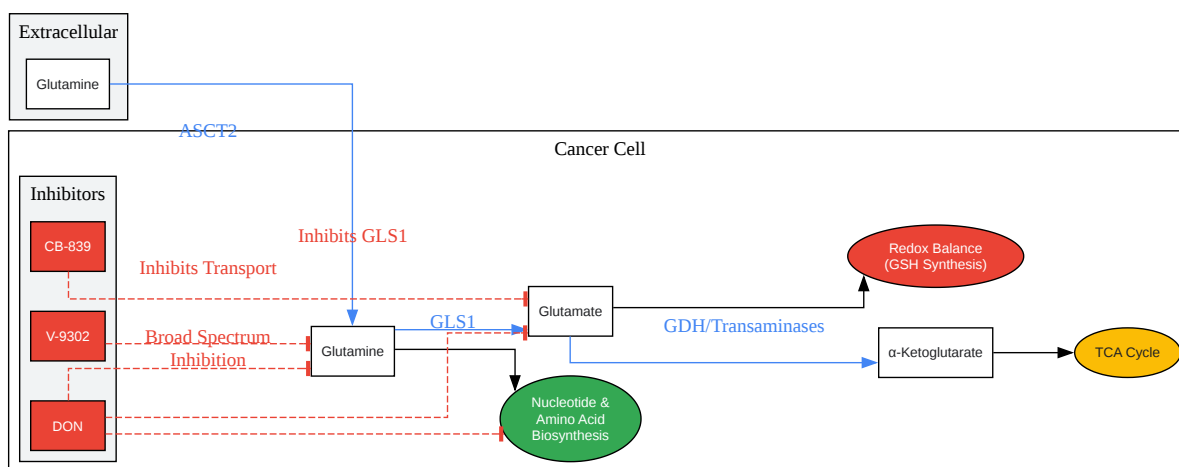 Extracellular
Glutamine
ASCT2
Cancer Cell
Inhibitors
CB-839
Inhibits GLS1
Inhibits Transport
Redox Balance
(GSH Synthesis)
V-9302
Broad Spectrum
Inhibition
Glutamine
GLS1
Glutamate
GDH/Transaminases
α-Ketoglutarate
TCA Cycle
DON
Nucleotide &
Amino Acid
Biosynthesis